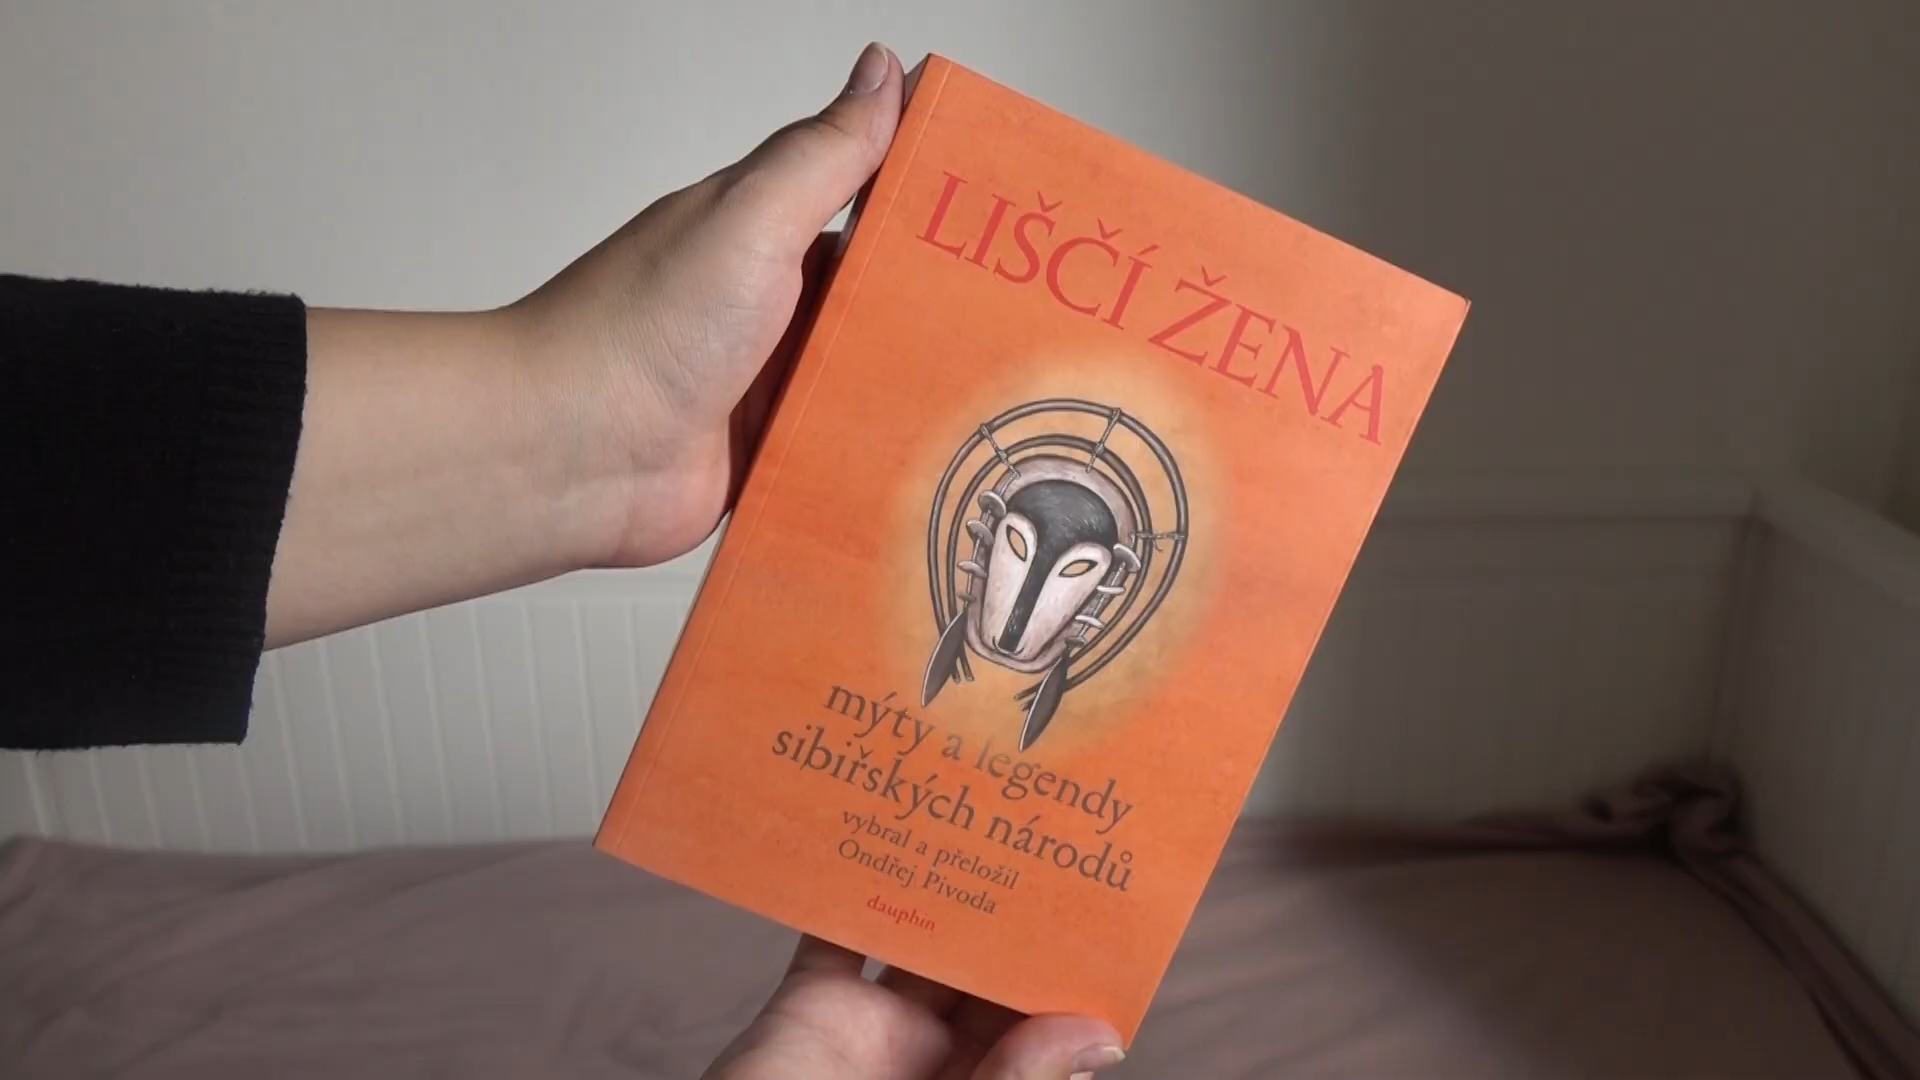 LIŠČÍ ŽENA
mýty a legendy
sibiřských národů
vybral a přeložil
Ondřej Pivoda
dauphin